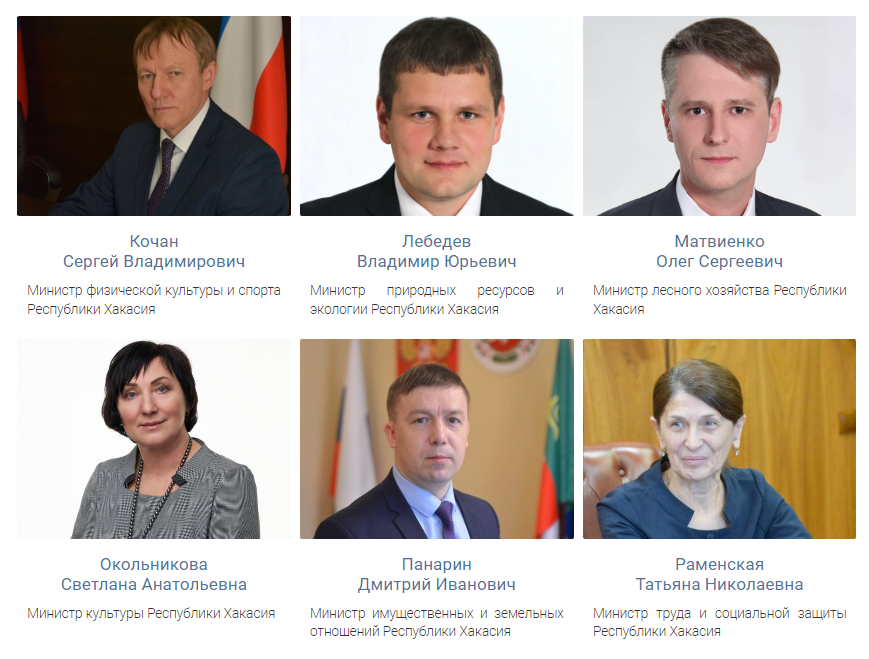 Кочан
Сергей Владимирович
Министр физической культуры и спорта
Республики Хакасия
Лебедев
Владимир Юрьевич
Министр природных ресурсов и
экологии Республики Хакасия
Матвиенко
Олег Сергеевич
Министр лесного хозяйства Республики
Хакасия
Окольникова
Светлана Анатольевна
Министр культуры Республики Хакасия
Панарин
Дмитрий Иванович
Министр имущественных и земельных
отношений Республики Хакасия
Раменская
Татьяна Николаевна
Министр труда и социальной защиты
Республики Хакасия